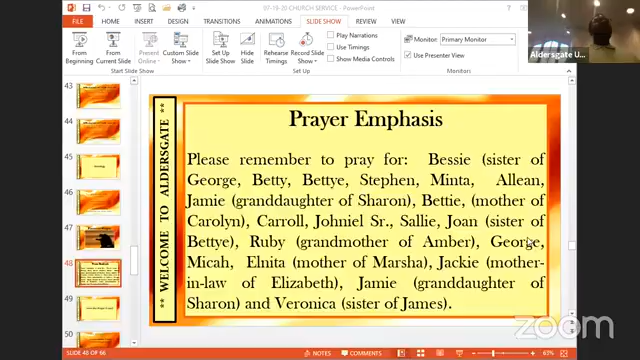 07-19-20 CHURCH SERVICE - PowerPoint
FILE HOME INSERT DESIGN TRANSITIONS ANIMATIONS SLIDE SHOW REVIEW VIEW
From Beginning
From Current Slide
Present Online
Custom Slide Show
Set Up Slide Show
Hide Slide
Rehearse Timings
Record Slide Show
Play Narrations
Use Timings
Show Media Controls
Monitor: Primary Monitor
Use Presenter View
Start Slide Show
Set Up
Monitors
Aldersgate U...
43
44
45
46
47
48
49
50
** WELCOME TO ALDERSGATE **
Prayer Emphasis
Please remember to pray for: Bessie (sister of
George, Betty, Bettye, Stephen, Minta, Allean,
Jamie (granddaughter of Sharon), Bettie, (mother of
Carolyn), Carroll, Johniel Sr., Sallie, Joan (sister of
Bettye), Ruby (grandmother of Amber), George,
Micah, Elnita (mother of Marsha), Jackie (mother-
in-law of Elizabeth), Jamie (granddaughter of
Sharon) and Veronica (sister of James).
zoom
SLIDE 48 OF 66
NOTES
COMMENTS
63%